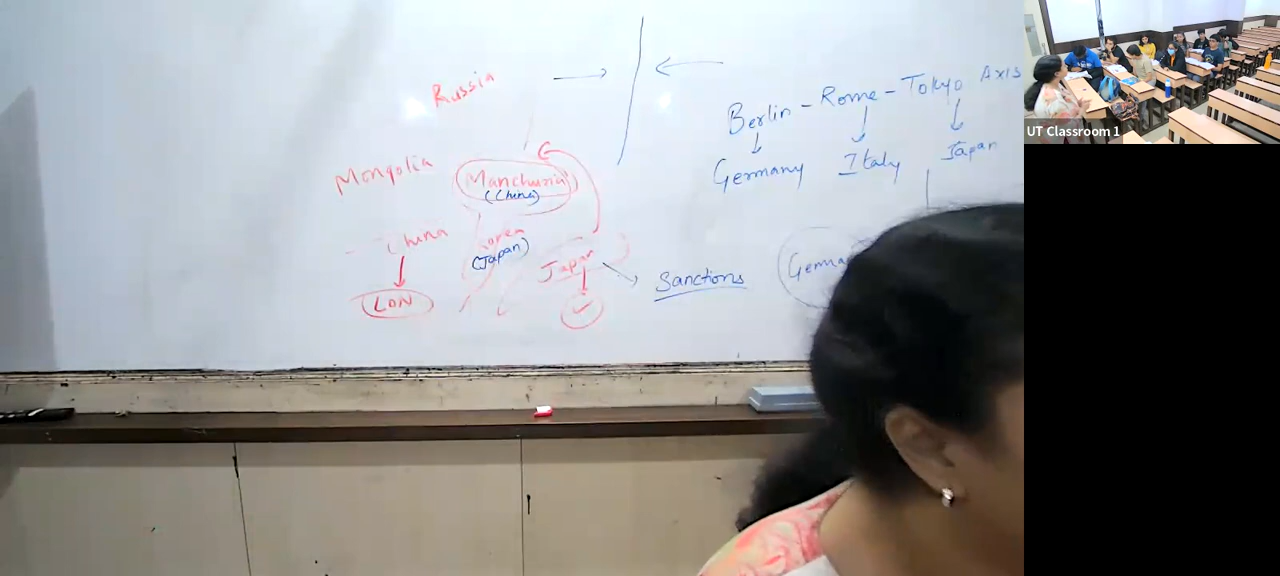 Russia
Mongolia
Manchuria
(China)
China
Korea
(Japan)
Japan
LON
Sanctions
Berlin - Rome - Tokyo Axis
Germany Italy Japan
UT Classroom 1